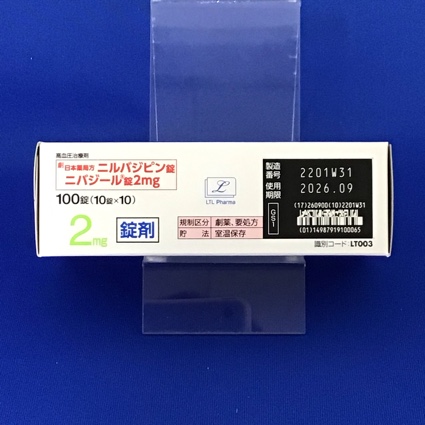 高血圧治療剤
劇 日本薬局方 ニルバジピン錠
ニバジール錠2mg
100錠(10錠×10)
2mg
錠剤
L
LTL Pharma
規制区分 劇薬、要処方
貯 法 室温保存
製造番号 2201W31
使用期限 2026.09
GS1
(17)260900(10)2201W31
(01)14987919100065
識別コード:LT003